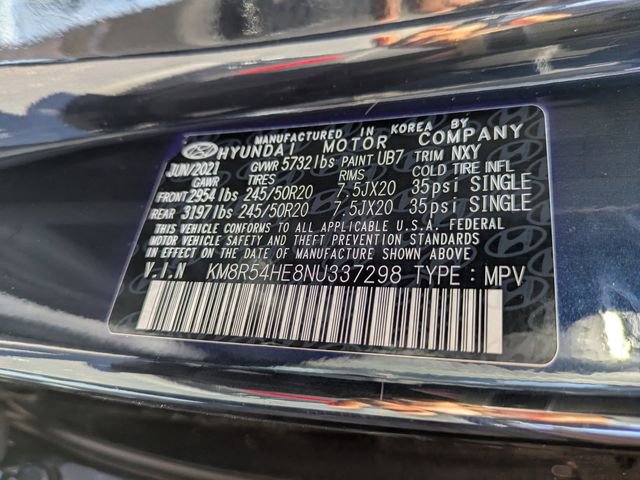 MANUFACTURED IN KOREA BY
HYUNDAI MOTOR COMPANY
JUN/2021 GVWR 5732lbs PAINT UB7 TRIM NXY
GAWR TIRES RIMS COLD TIRE INFL
FRONT 2954lbs 245/50R20 7.5JX20 35psi SINGLE
REAR 3197lbs 245/50R20 7.5JX20 35psi SINGLE
THIS VEHICLE CONFORMS TO ALL APPLICABLE U.S.A. FEDERAL
MOTOR VEHICLE SAFETY AND THEFT PREVENTION STANDARDS
IN EFFECT ON THE DATE OF MANUFACTURE SHOWN ABOVE.
V.I.N KM8R54HE8NU337298 TYPE : MPV